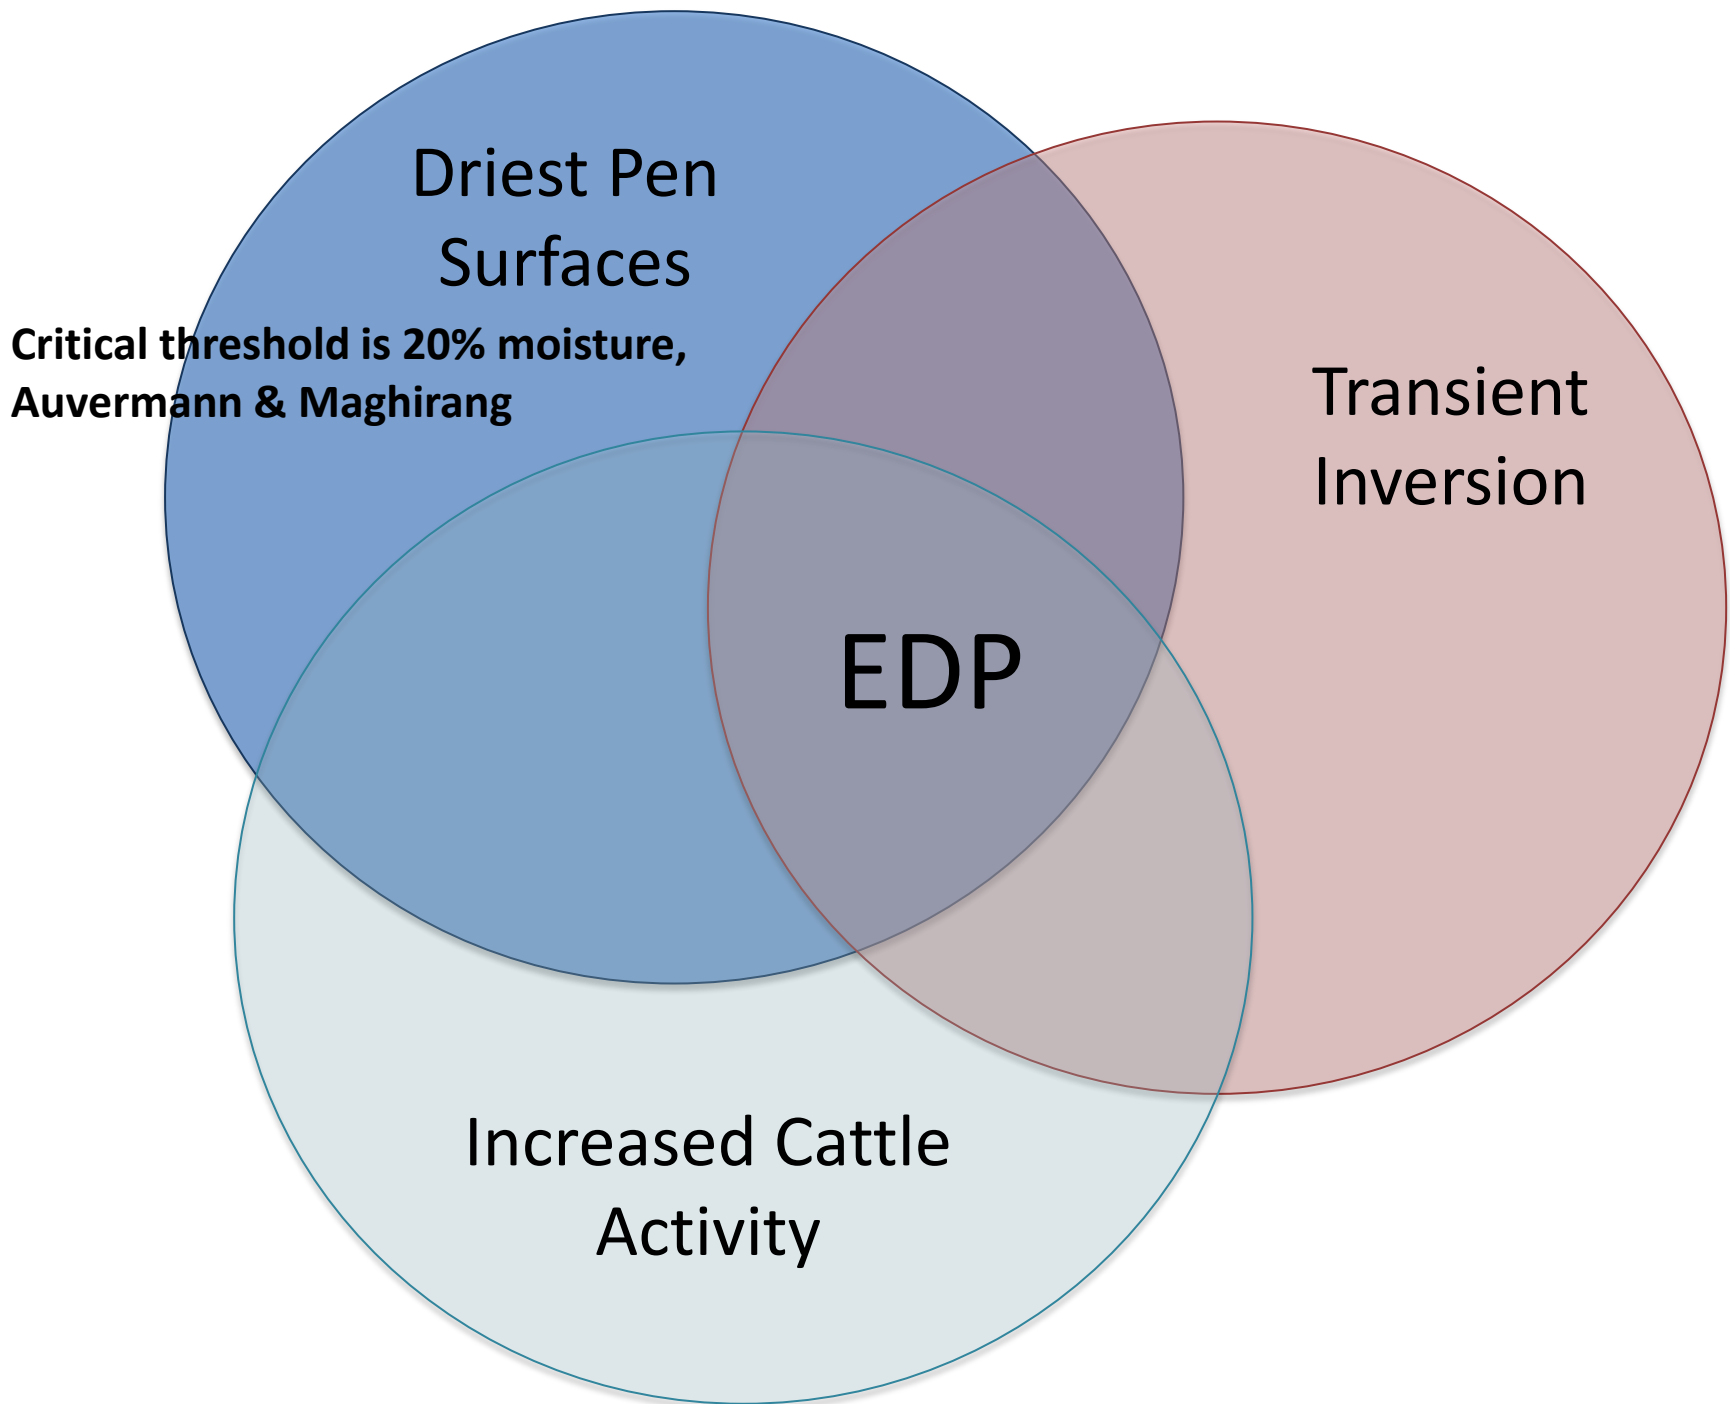 Driest Pen
Surfaces
Critical threshold is 20% moisture,
Auvermann & Maghirang
Transient
Inversion
EDP
Increased Cattle
Activity